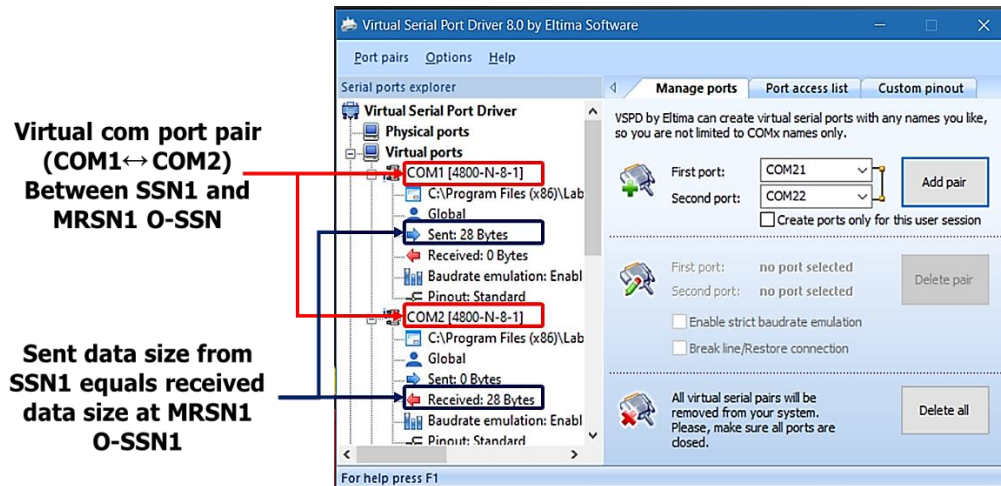 Virtual com port pair
(COM1↔COM2)
Between SSN1 and
MRSN1 O-SSN
Sent data size from
SSN1 equals received
data size at MRSN1
O-SSN1
Virtual Serial Port Driver 8.0 by Eltima Software
Port pairs Options Help
Serial ports explorer
Virtual Serial Port Driver
Physical ports
Virtual ports
COM1 [4800-N-8-1]
C:\Program Files (x86)\Lab
Global
Sent: 28 Bytes
Received: 0 Bytes
Baudrate emulation: Enabl
Pinout: Standard
COM2 [4800-N-8-1]
C:\Program Files (x86)\Lab
Global
Sent: 0 Bytes
Received: 28 Bytes
Baudrate emulation: Enabl
Pinout: Standard
Manage ports Port access list Custom pinout
VSPD by Eltima can create virtual serial ports with any names you like,
so you are not limited to COMx names only.
First port: COM21
Second port: COM22
Add pair
Create ports only for this user session
First port: no port selected
Second port: no port selected
Delete pair
Enable strict baudrate emulation
Break line/Restore connection
All virtual serial pairs will be
removed from your system.
Please, make sure all ports are
closed.
Delete all
For help press F1